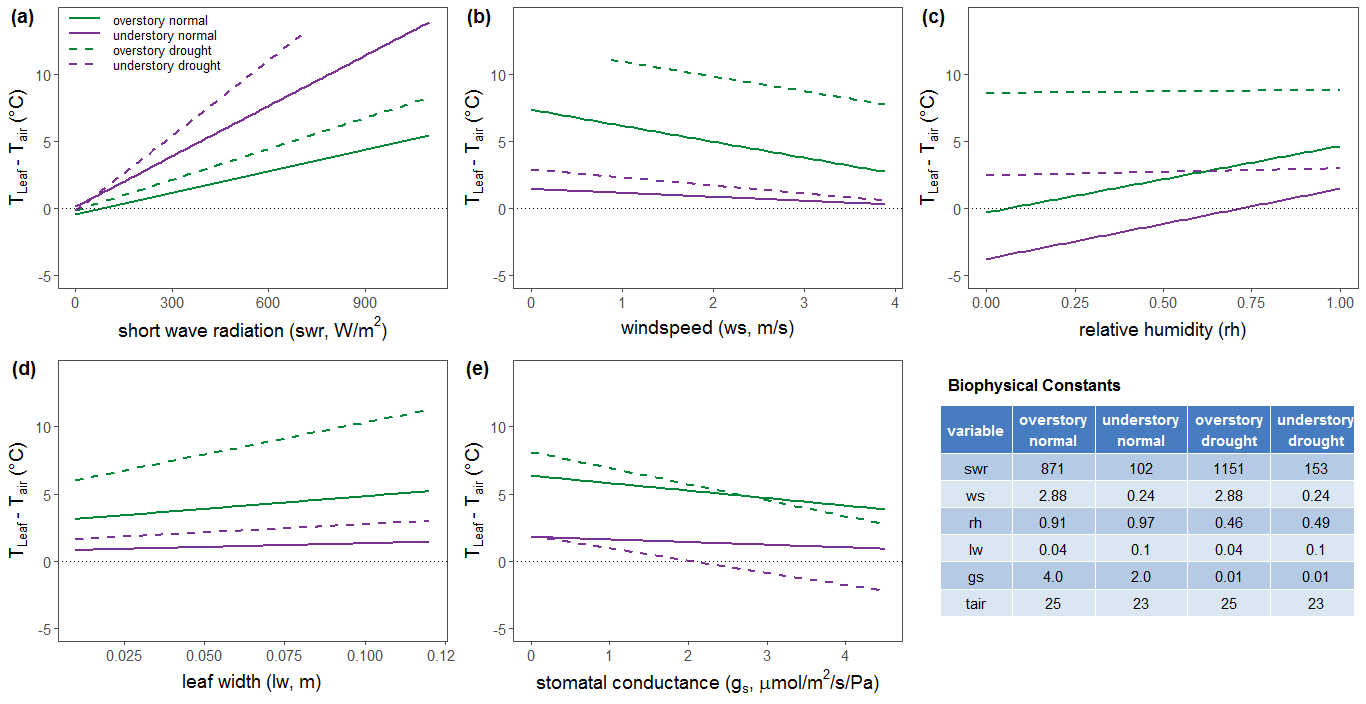 (a)
overstory normal
understory normal
overstory drought
understory drought
T_Leaf - T_air (°C)
10
5
0
-5
0 300 600 900
short wave radiation (swr, W/m²)
(b)
T_Leaf - T_air (°C)
10
5
0
-5
0 1 2 3 4
windspeed (ws, m/s)
(c)
T_Leaf - T_air (°C)
10
5
0
-5
0.00 0.25 0.50 0.75 1.00
relative humidity (rh)
(d)
T_Leaf - T_air (°C)
10
5
0
-5
0.025 0.050 0.075 0.100 0.12
leaf width (lw, m)
(e)
T_Leaf - T_air (°C)
10
5
0
-5
0 1 2 3 4
stomatal conductance (g_s, μmol/m²/s/Pa)
Biophysical Constants
variable overstory normal understory normal overstory drought understory drought
swr 871 102 1151 153
ws 2.88 0.24 2.88 0.24
rh 0.91 0.97 0.46 0.49
lw 0.04 0.1 0.04 0.1
gs 4.0 2.0 0.01 0.01
tair 25 23 25 23